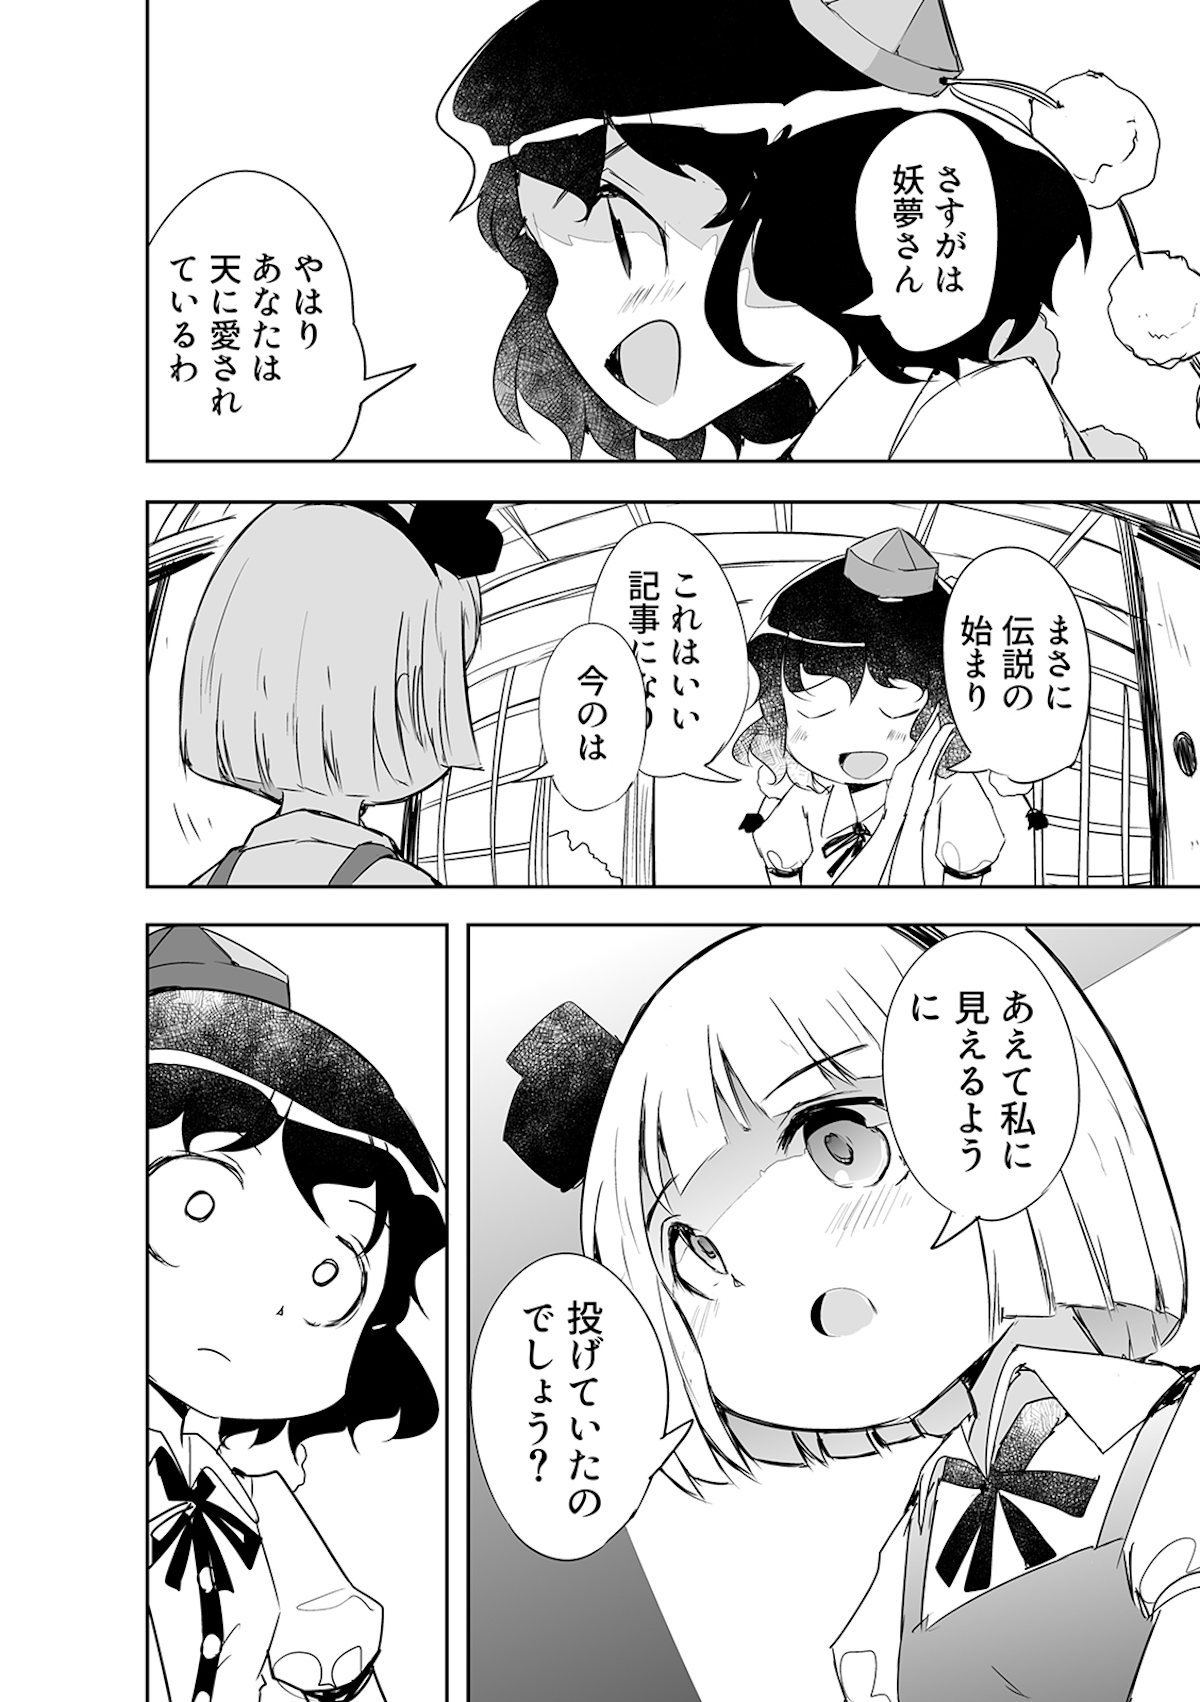 さすがは
妖夢さん
やはり
あなたは
天に愛され
ているわ
まさに
伝説の
始まり
これはいい
記事になり
今のは
あえて私に
見えるよう
に
投げていたの
でしょう？